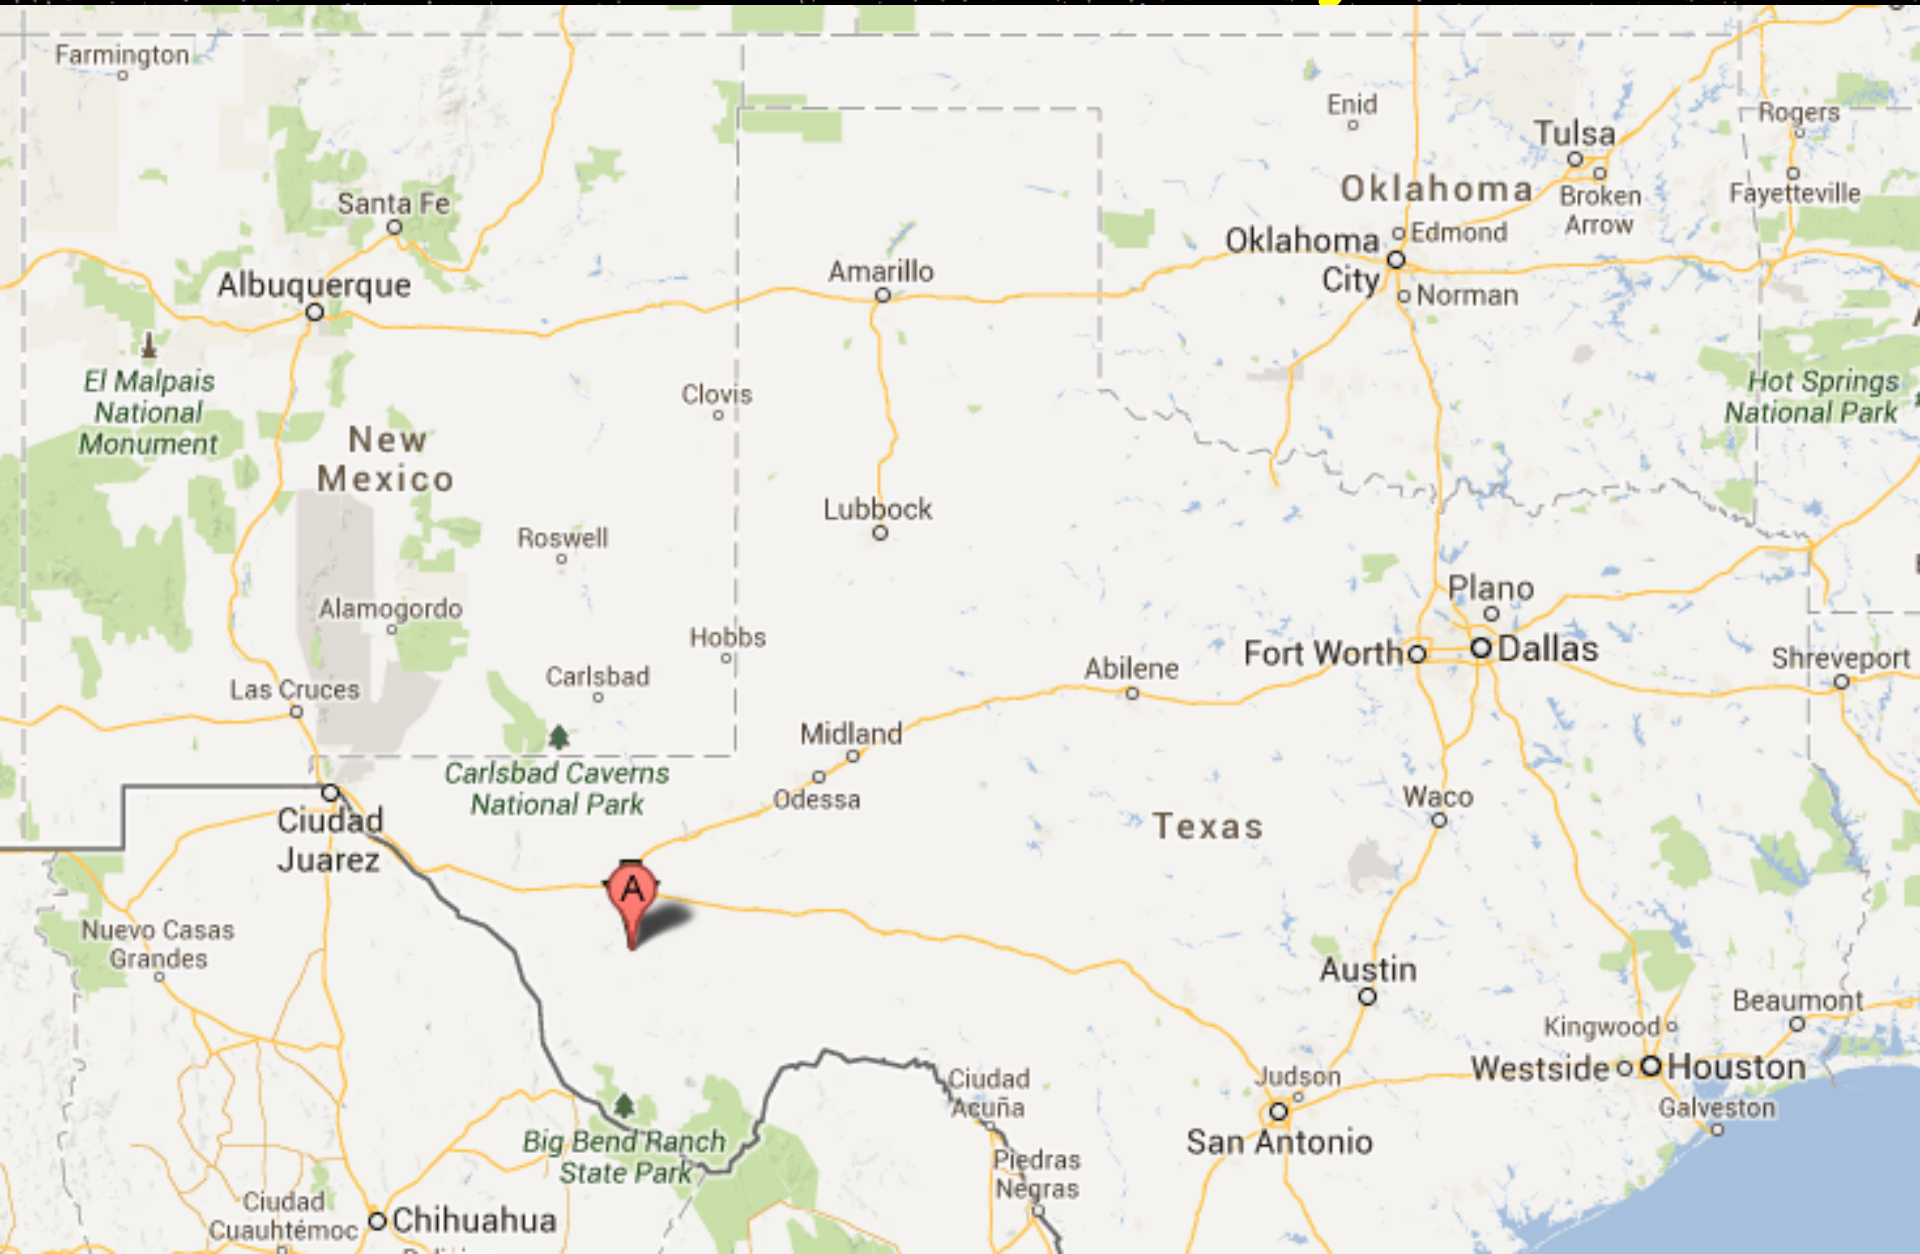 Farmington
Enid
Rogers
Tulsa
Oklahoma
Broken
Arrow
Fayetteville
Santa Fe
Edmond
Oklahoma
City
Amarillo
Albuquerque
Norman
El Malpais
National
Monument
Clovis
Hot Springs
National Park
New
Mexico
Lubbock
Roswell
Plano
Alamogordo
Hobbs
Fort Worth
Dallas
Shreveport
Abilene
Carlsbad
Las Cruces
Midland
Carlsbad Caverns
National Park
Odessa
Waco
Texas
Ciudad
Juarez
A
Nuevo Casas
Grandes
Austin
Beaumont
Kingwood
Westside
Houston
Judson
Ciudad
Acuña
Galveston
Big Bend Ranch
State Park
San Antonio
Piedras
Negras
Ciudad
Cuauhtémoc
Chihuahua